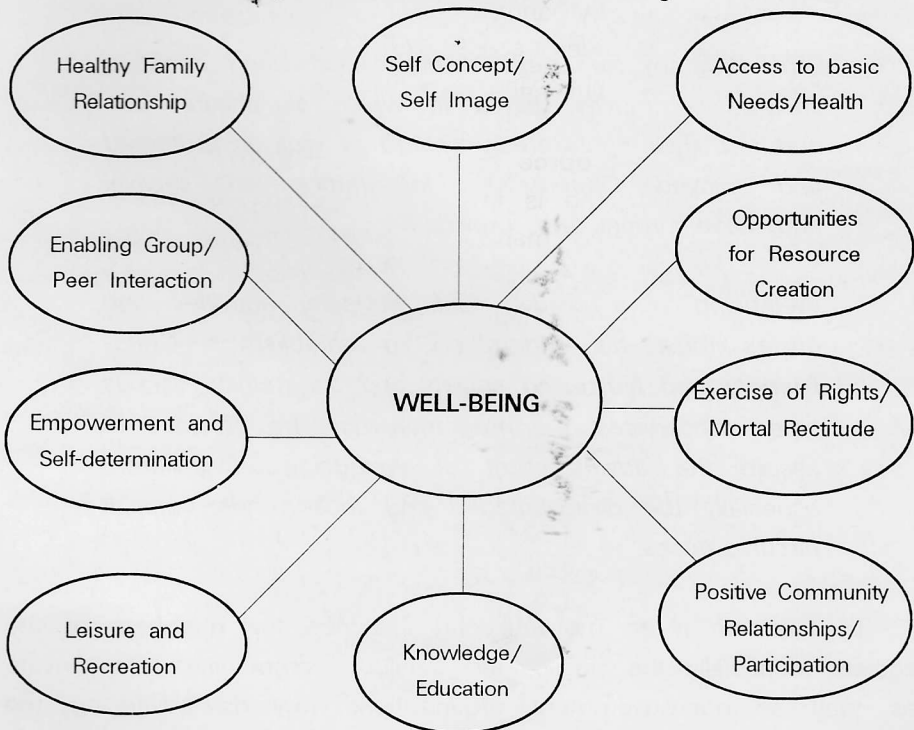 Healthy Family
Relationship
Self Concept/
Self Image
Access to basic
Needs/Health
Enabling Group/
Peer Interaction
Opportunities
for Resource
Creation
WELL-BEING
Empowerment and
Self-determination
Exercise of Rights/
Mortal Rectitude
Leisure and
Recreation
Knowledge/
Education
Positive Community
Relationships/
Participation